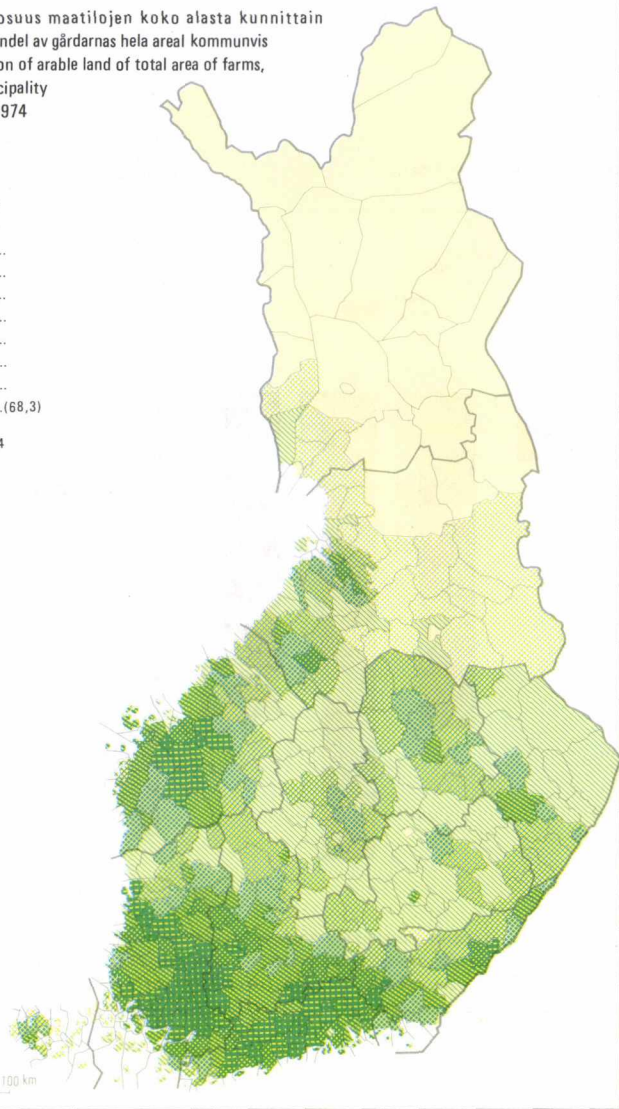 osuus maatilojen koko alasta kunnittain
ndel av gårdarnas hela areal kommunvis
on of arable land of total area of farms,
cipality
974
..
..
..
..
..
..
..
.(68,3)
4
100 km